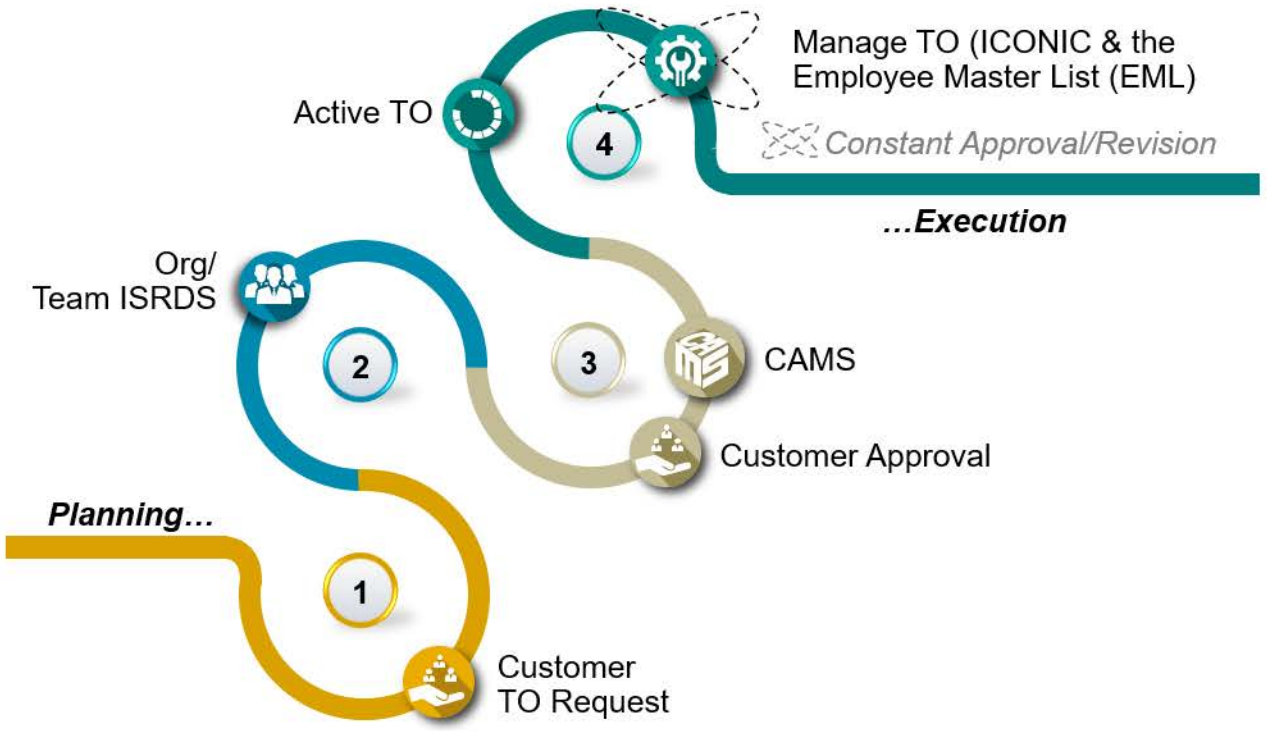 Manage TO (ICONIC & the
Employee Master List (EML)
Active TO
4
Constant Approval/Revision
...Execution
Org/
Team ISRDS
2
3
CAMS
CAMS
Customer Approval
Planning...
1
Customer
TO Request